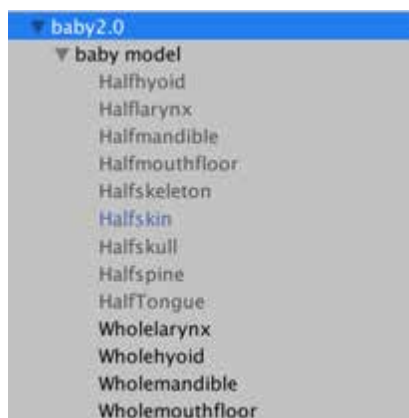 baby2.0
baby model
Halfhyoid
Halflarynx
Halfmandible
Halfmouthfloor
Halfskeleton
Halfskin
Halfskull
Halfspine
HalfTongue
Wholelarynx
Wholehyoid
Wholemandible
Wholemouthfloor